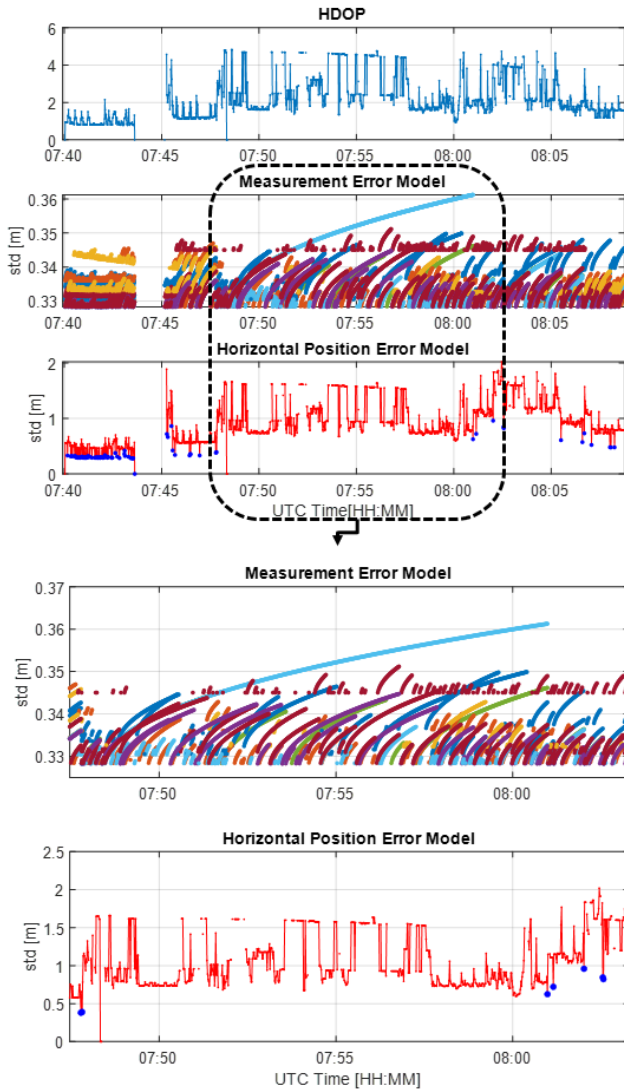 HDOP
6
4
2
0
07:40 07:45 07:50 07:55 08:00 08:05
Measurement Error Model
0.36
0.35
0.34
0.33
std [m]
07:40 07:45 07:50 07:55 08:00 08:05
Horizontal Position Error Model
2
1
0
std [m]
07:40 07:45 07:50 07:55 08:00 08:05
UTC Time[HH:MM]
Measurement Error Model
0.37
0.36
0.35
0.34
0.33
std [m]
07:50 07:55 08:00
Horizontal Position Error Model
2.5
2
1.5
1
0.5
0
std [m]
07:50 07:55 08:00
UTC Time [HH:MM]